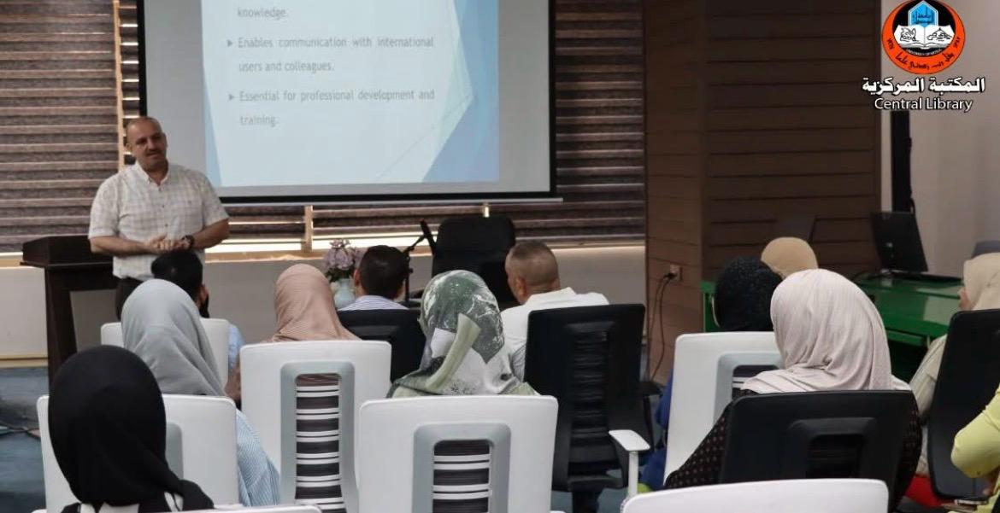 knowledge.
▶ Enables communication with international
users and colleagues.
▶ Essential for professional development and
training.
المكتبة المركزية
Central Library